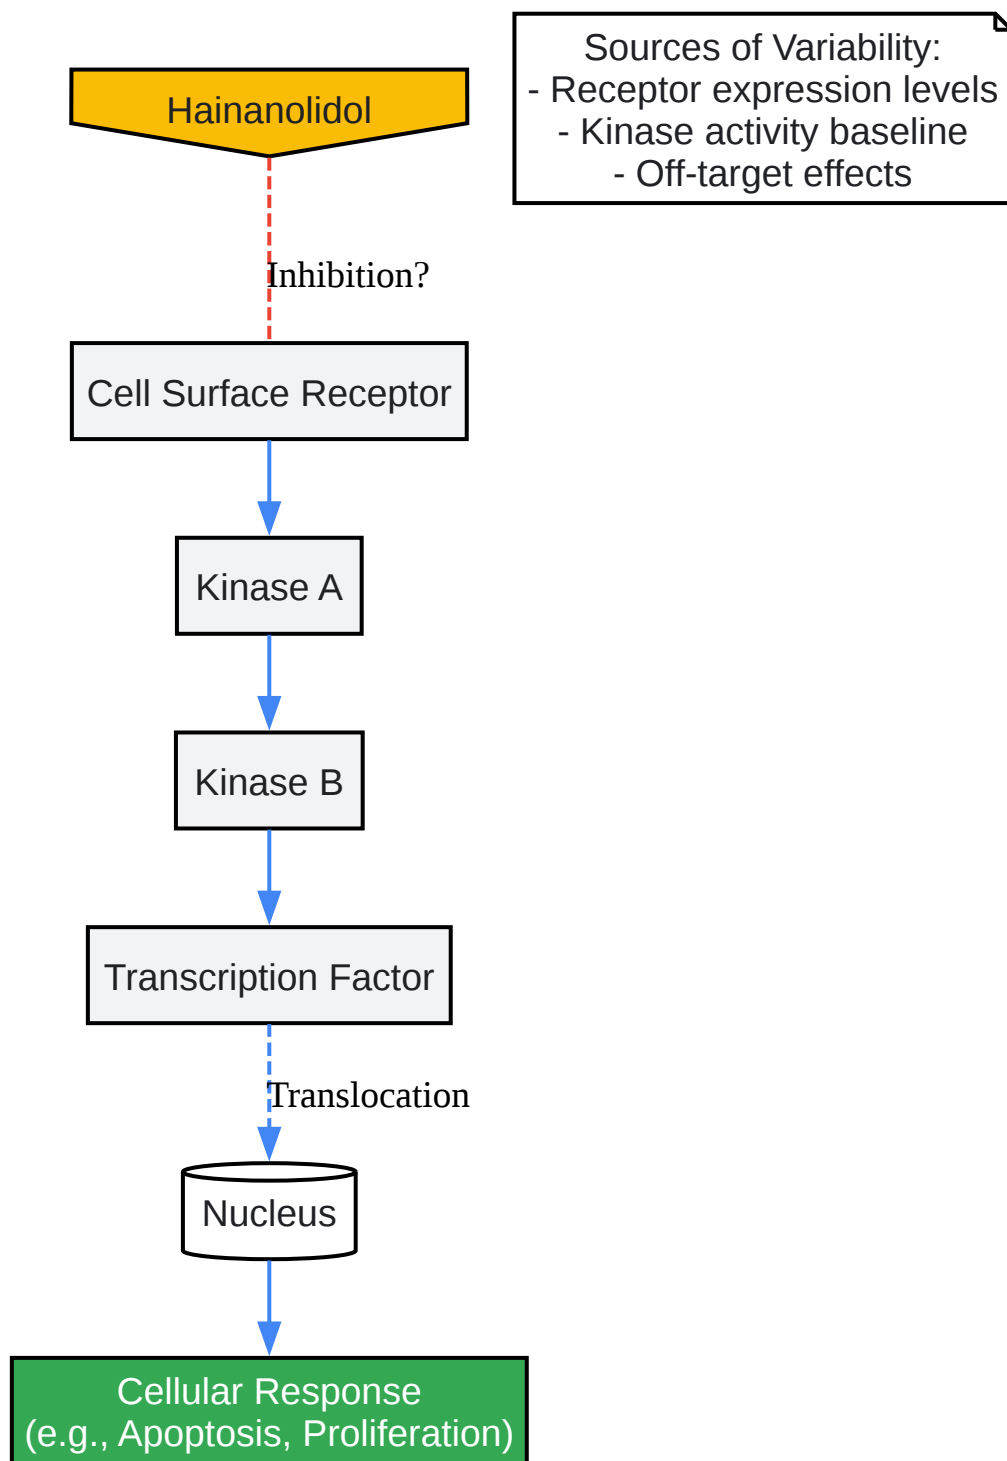 Sources of Variability:
- Receptor expression levels
- Kinase activity baseline
- Off-target effects
Hainanolidol
Inhibition?
Cell Surface Receptor
Kinase A
Kinase B
Transcription Factor
Translocation
Nucleus
Cellular Response
(e.g., Apoptosis, Proliferation)